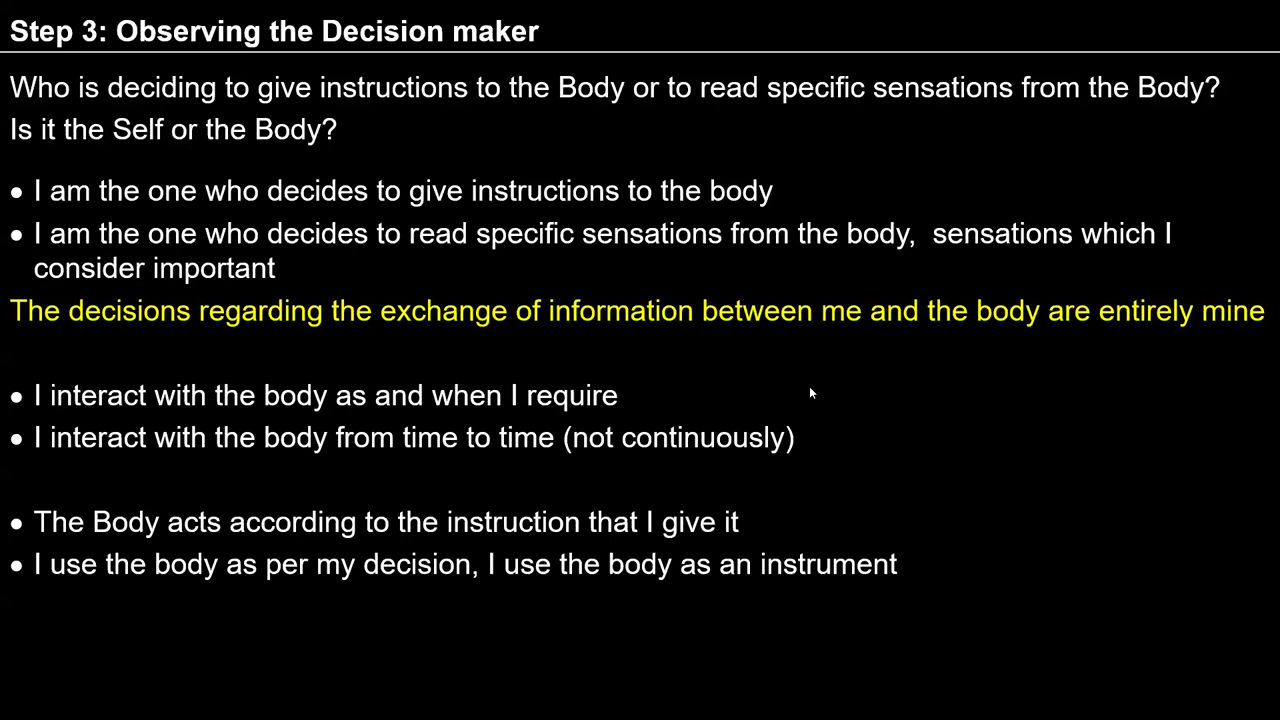 Step 3: Observing the Decision maker
Who is deciding to give instructions to the Body or to read specific sensations from the Body?
Is it the Self or the Body?
• I am the one who decides to give instructions to the body
• I am the one who decides to read specific sensations from the body,  sensations which I
consider important
The decisions regarding the exchange of information between me and the body are entirely mine
• I interact with the body as and when I require
• I interact with the body from time to time (not continuously)
• The Body acts according to the instruction that I give it
• I use the body as per my decision, I use the body as an instrument